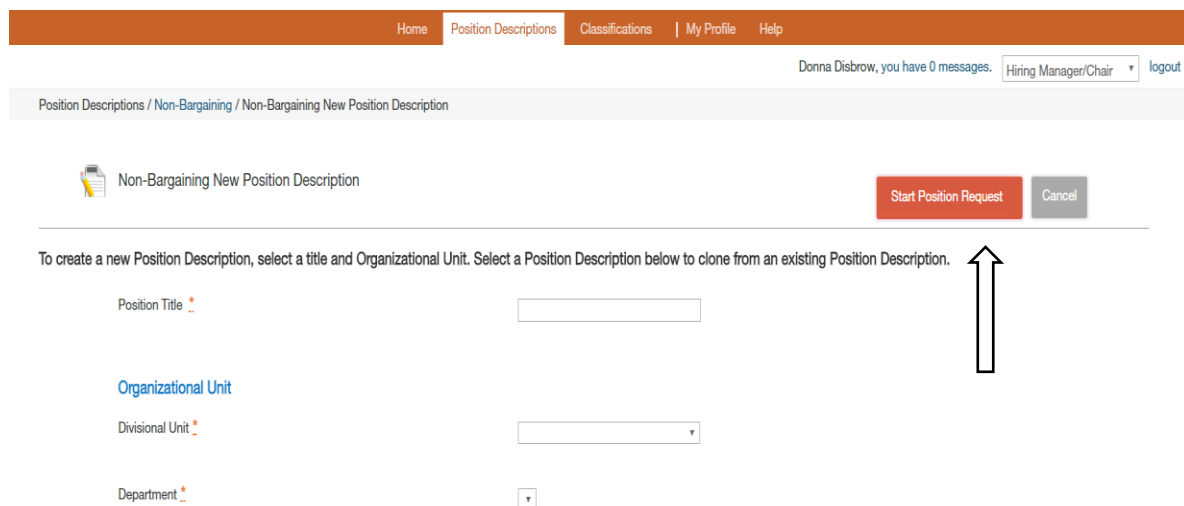 Home Position Descriptions Classifications | My Profile Help
Donna Disbrow, you have 0 messages. Hiring Manager/Chair logout
Position Descriptions / Non-Bargaining / Non-Bargaining New Position Description
Non-Bargaining New Position Description
Start Position Request Cancel
To create a new Position Description, select a title and Organizational Unit. Select a Position Description below to clone from an existing Position Description.
Position Title *
Organizational Unit
Divisional Unit *
Department *